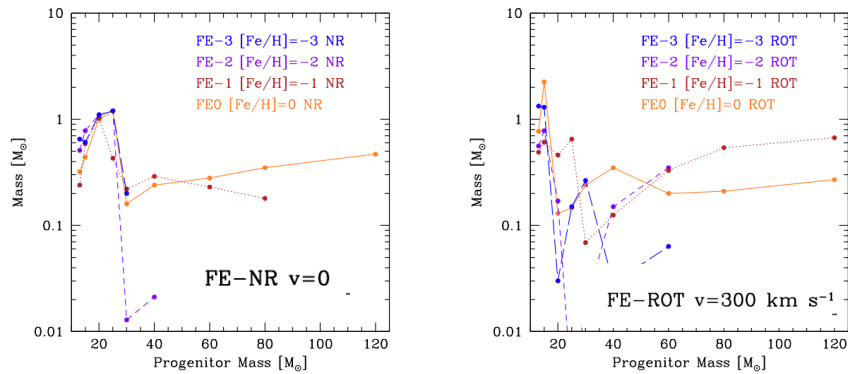 FE−3 [Fe/H]=−3 NR
FE−2 [Fe/H]=−2 NR
FE−1 [Fe/H]=−1 NR
FE0 [Fe/H]=0 NR
10
1
0.1
0.01
Mass [M⊙]
FE−NR v=0
20 40 60 80 100 120
Progenitor Mass [M⊙]
FE−3 [Fe/H]=−3 ROT
FE−2 [Fe/H]=−2 ROT
FE−1 [Fe/H]=−1 ROT
FE0 [Fe/H]=0 ROT
10
1
0.1
0.01
Mass [M⊙]
FE−ROT v=300 km s⁻¹
20 40 60 80 100 120
Progenitor Mass [M⊙]